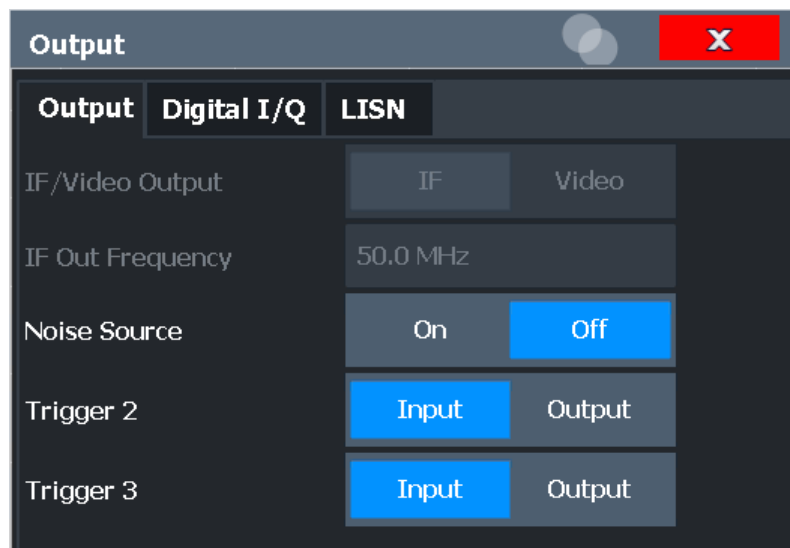 Output X
Output Digital I/Q LISN
IF/Video Output IF Video
IF Out Frequency 50.0 MHz
Noise Source On Off
Trigger 2 Input Output
Trigger 3 Input Output